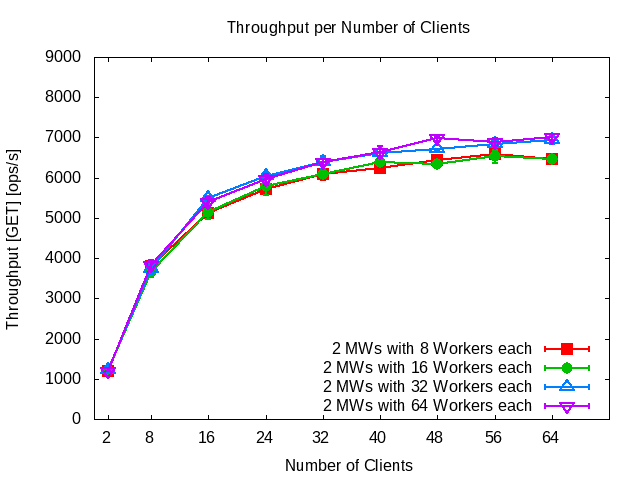 Throughput per Number of Clients
Throughput [GET] [ops/s]
9000
8000
7000
6000
5000
4000
3000
2000
1000
0
2 8 16 24 32 40 48 56 64
Number of Clients
2 MWs with 8 Workers each
2 MWs with 16 Workers each
2 MWs with 32 Workers each
2 MWs with 64 Workers each